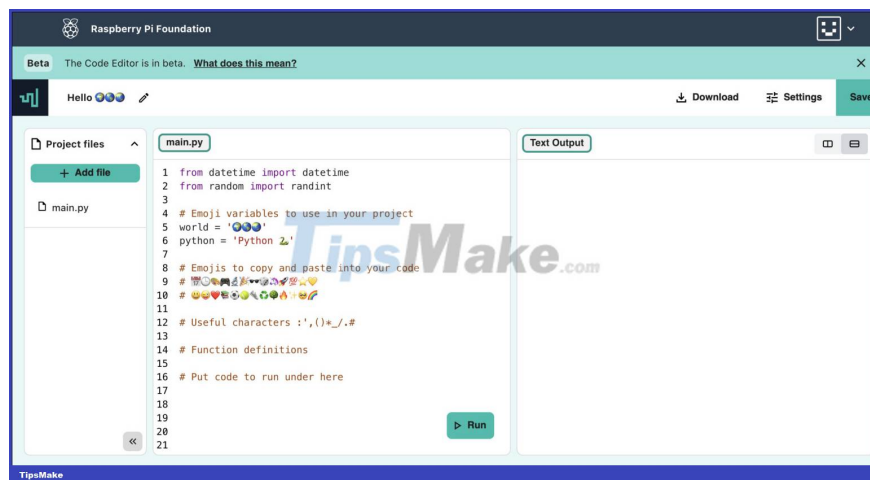 Raspberry Pi Foundation
Beta The Code Editor is in beta. What does this mean?
Hello 🌍🌎🌏
Download
Settings
Save
Project files
+ Add file
main.py
main.py
1 from datetime import datetime
2 from random import randint
3
4 # Emoji variables to use in your project
5 world = '🌍🌎🌏'
6 python = 'Python 🐍'
7
8 # Emojis to copy and paste into your code
9 #
10 #
11
12 # Useful characters :',()*_/.#
13
14 # Function definitions
15
16 # Put code to run under here
17
18
19
20
21
Run
Text Output
TipsMake.com
TipsMake